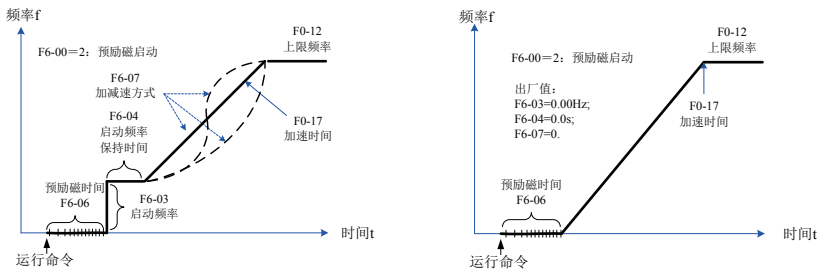 频率f
F0-12
上限频率
F6-00=2：预励磁启动
F6-07
加减速方式
F6-04
启动频率
保持时间
F0-17
加速时间
预励磁时间
F6-06
F6-03
启动频率
时间t
运行命令
频率f
F0-12
上限频率
F6-00=2：预励磁启动
出厂值：
F6-03=0.00Hz;
F6-04=0.0s;
F6-07=0.
F0-17
加速时间
预励磁时间
F6-06
时间t
运行命令